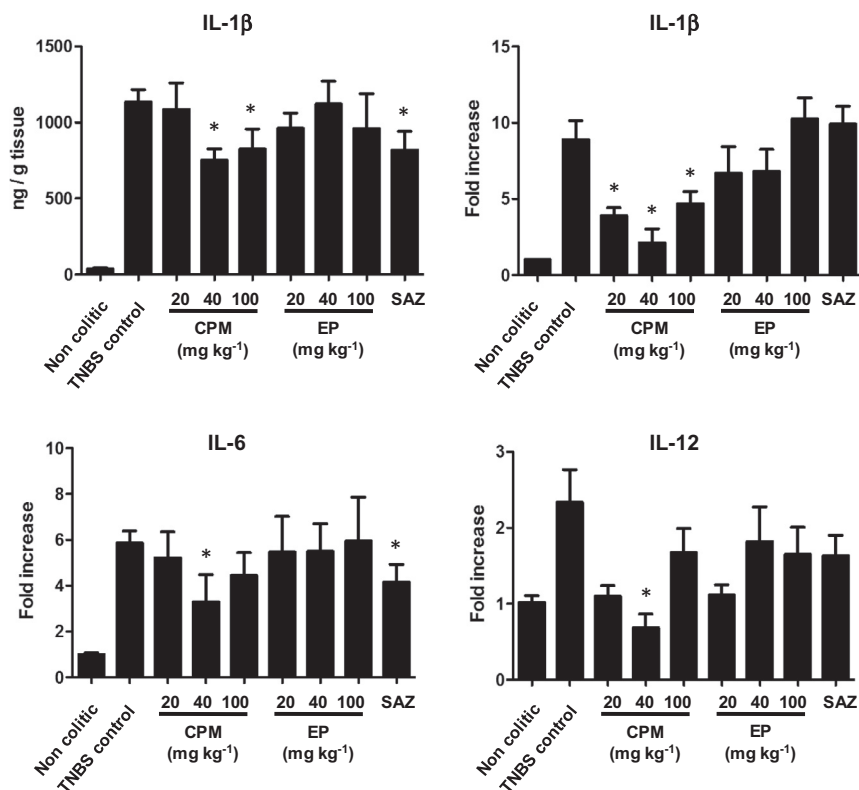 IL-1β
1500
1000
500
0
ng / g tissue
* * *
Non colitic
TNBS control
20 40 100 20 40 100 SAZ
CPM EP
(mg kg-1) (mg kg-1)
IL-1β
15
10
5
0
Fold increase
* * *
Non colitic
TNBS control
20 40 100 20 40 100 SAZ
CPM EP
(mg kg-1) (mg kg-1)
IL-6
10
8
6
4
2
0
Fold increase
* *
Non colitic
TNBS control
20 40 100 20 40 100 SAZ
CPM EP
(mg kg-1) (mg kg-1)
IL-12
3
2
1
0
Fold increase
*
Non colitic
TNBS control
20 40 100 20 40 100 SAZ
CPM EP
(mg kg-1) (mg kg-1)